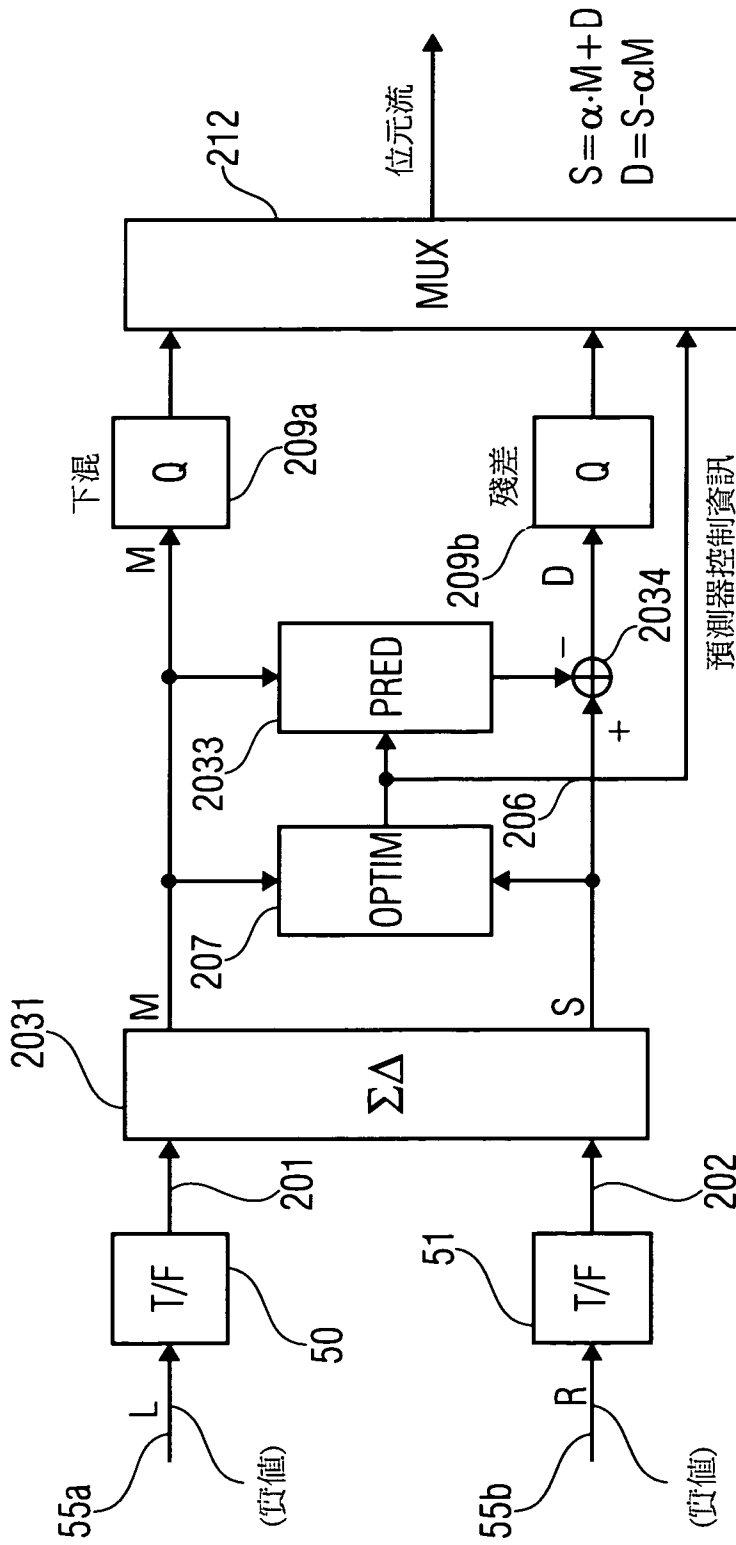 55a
L
(實值)
T/F
50
201
2031
ΣΔ
M
S
55b
R
(實值)
T/F
51
202
207
OPTIM
2033
PRED
206
+
−
2034
M
D
下混
Q
209a
殘差
Q
209b
預測器控制資訊
MUX
212
位元流
S=α·M+D
D=S-αM